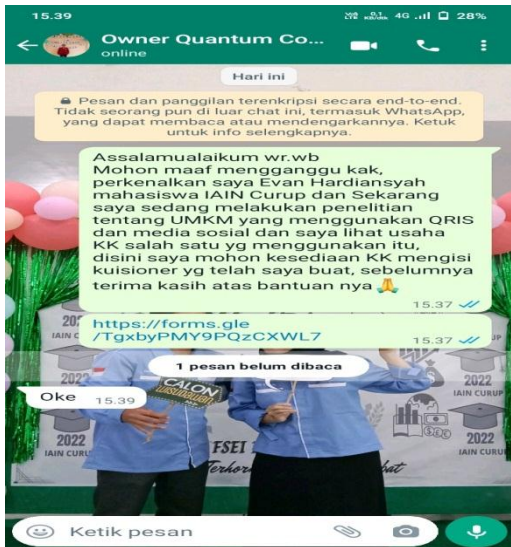 15.39
4G
28%
Owner Quantum Co...
online
Hari ini
Pesan dan panggilan terenkripsi secara end-to-end.
Tidak seorang pun di luar chat ini, termasuk WhatsApp,
yang dapat membaca atau mendengarkannya. Ketuk
untuk info selengkapnya.
Assalamualaikum wr.wb
Mohon maaf mengganggu kak,
perkenalkan saya Evan Hardiansyah
mahasiswa IAIN Curup dan Sekarang
saya sedang melakukan penelitian
tentang UMKM yang menggunakan QRIS
dan media sosial dan saya lihat usaha
KK salah satu yg menggunakan itu,
disini saya mohon kesediaan KK mengisi
kuisioner yg telah saya buat, sebelumnya
terima kasih atas bantuan nya 🙏
15.37
https://forms.gle
/TgxbyPMY9PQzCXWL7
15.37
1 pesan belum dibaca
Oke
15.39
CALON
2022
IAIN CURUP
2022
IAIN CURUP
2022
IAIN CURU
FSEI
Ketik pesan